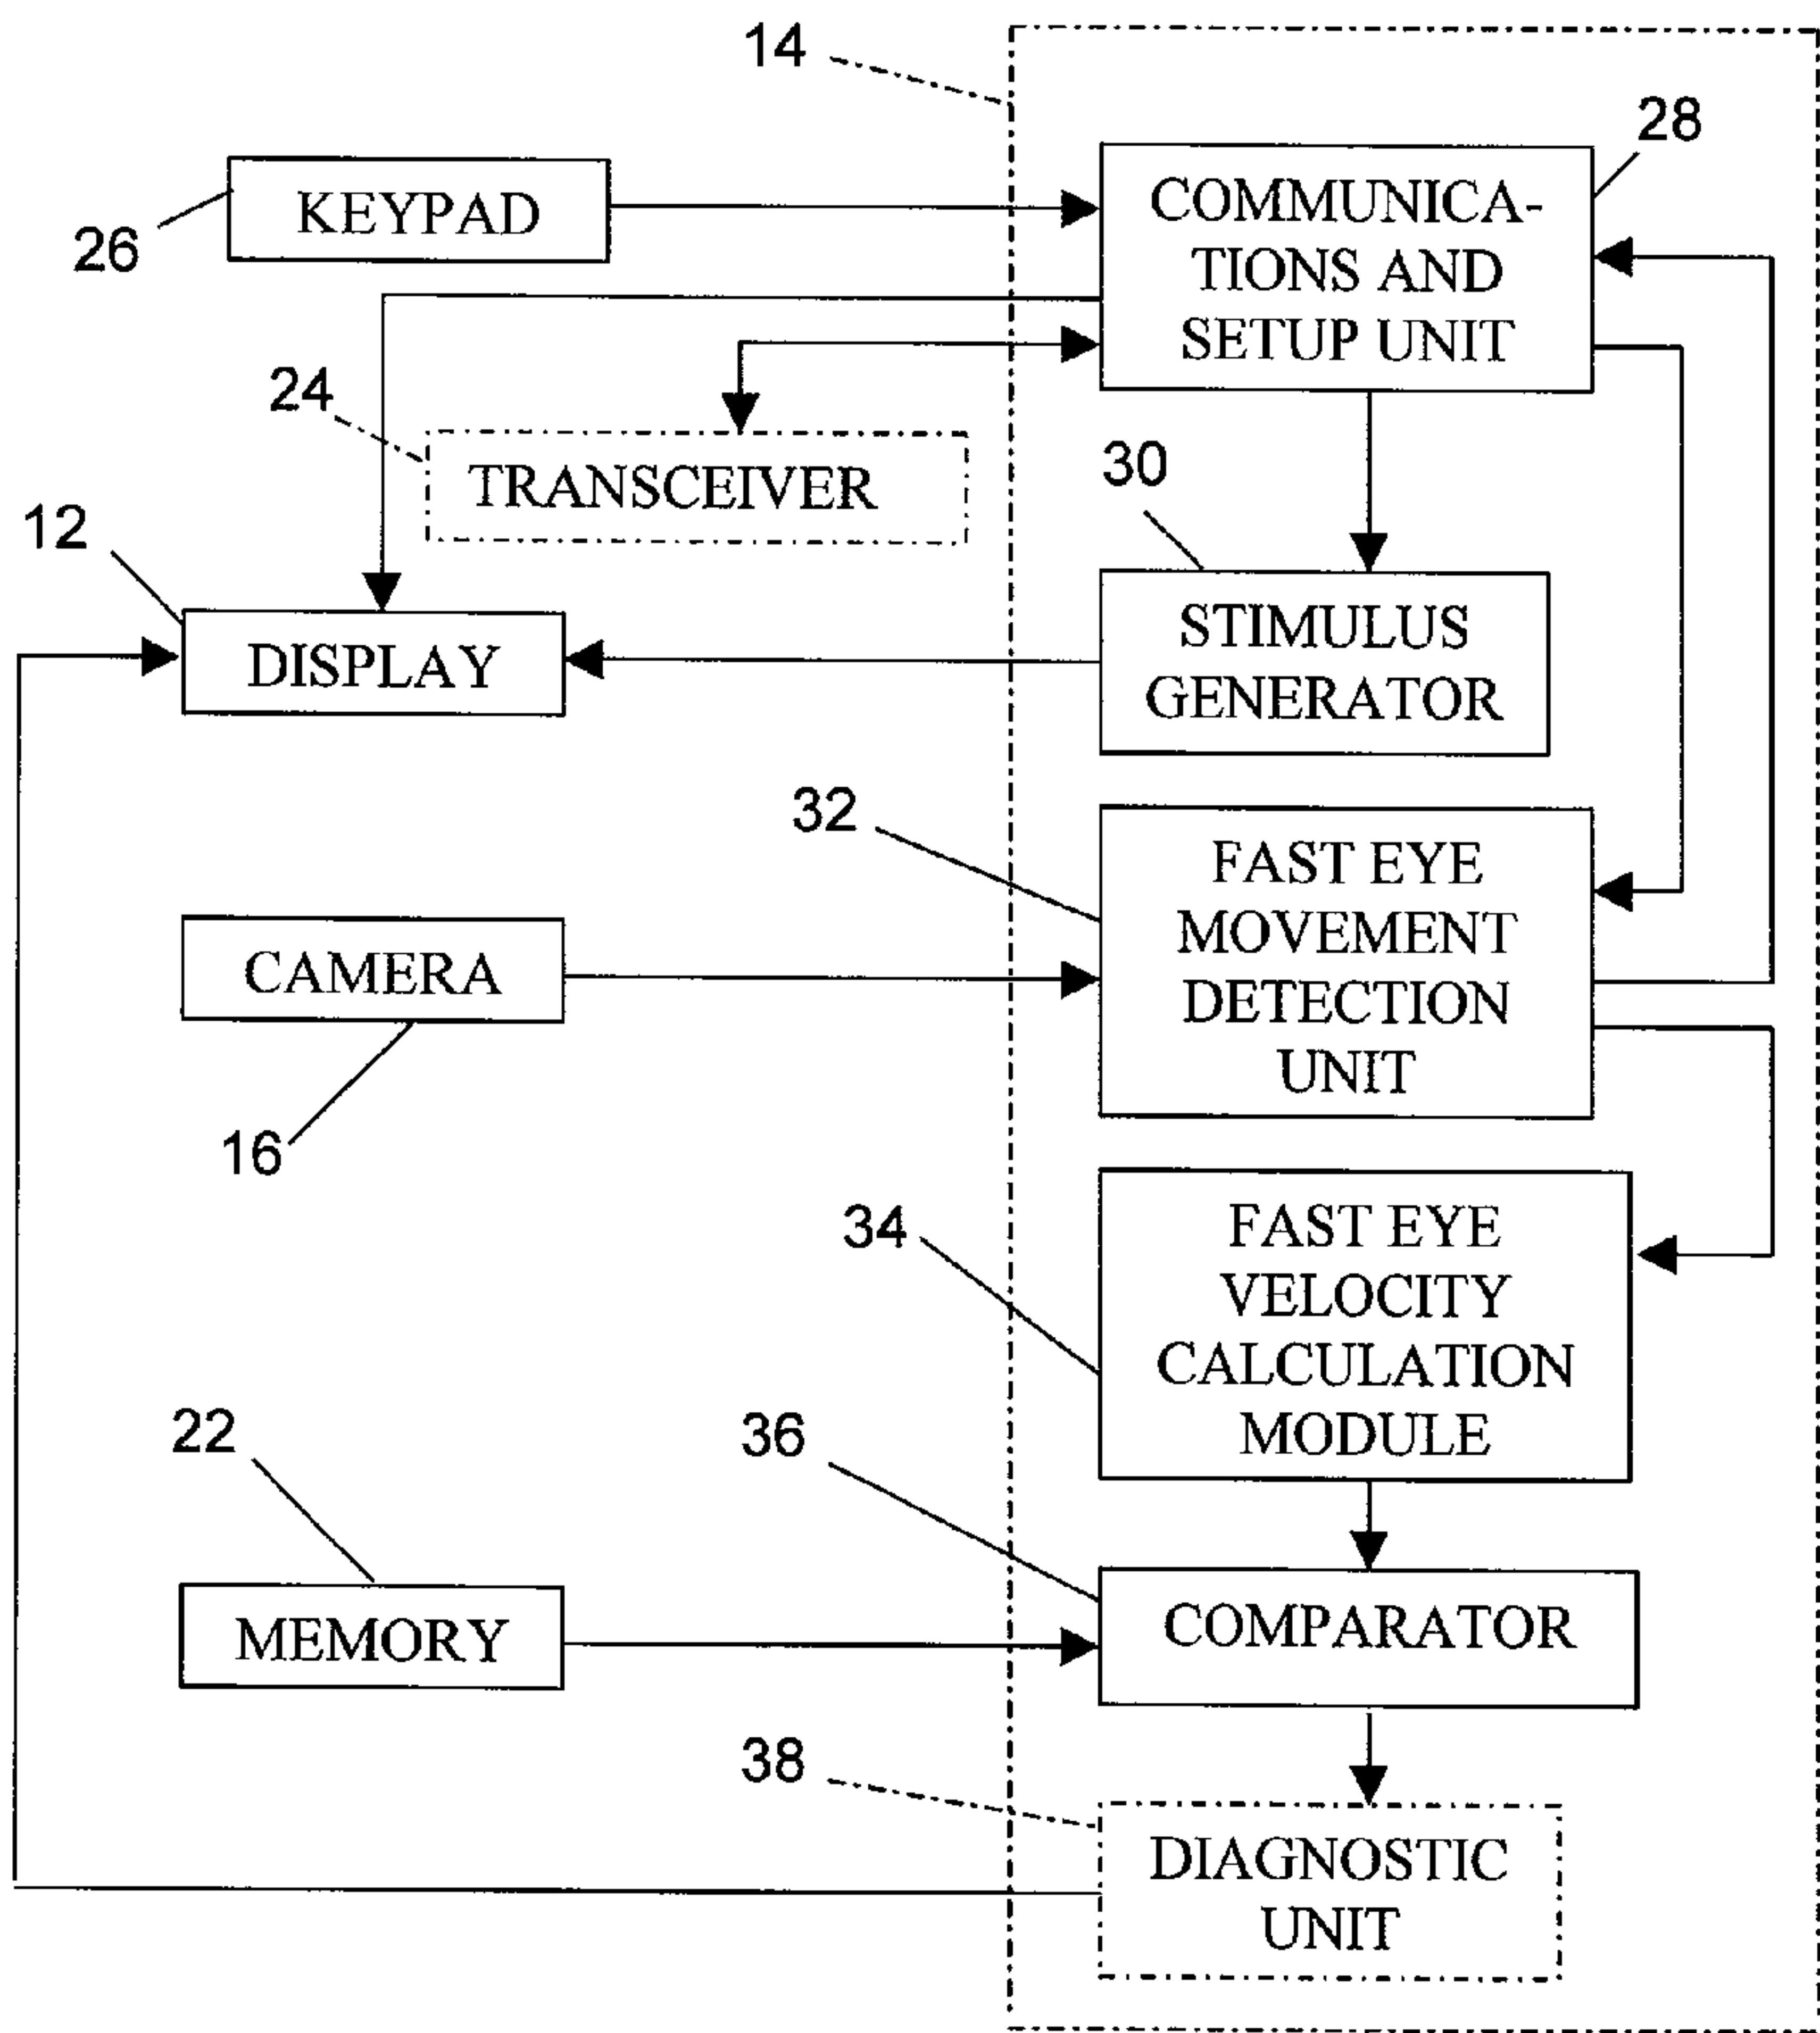 14
28
KEYPAD
26
COMMUNICA-
TIONS AND
SETUP UNIT
24
TRANSCEIVER
30
12
DISPLAY
STIMULUS
GENERATOR
32
FAST EYE
MOVEMENT
DETECTION
UNIT
CAMERA
16
34
FAST EYE
VELOCITY
CALCULATION
MODULE
22
36
MEMORY
COMPARATOR
38
DIAGNOSTIC
UNIT